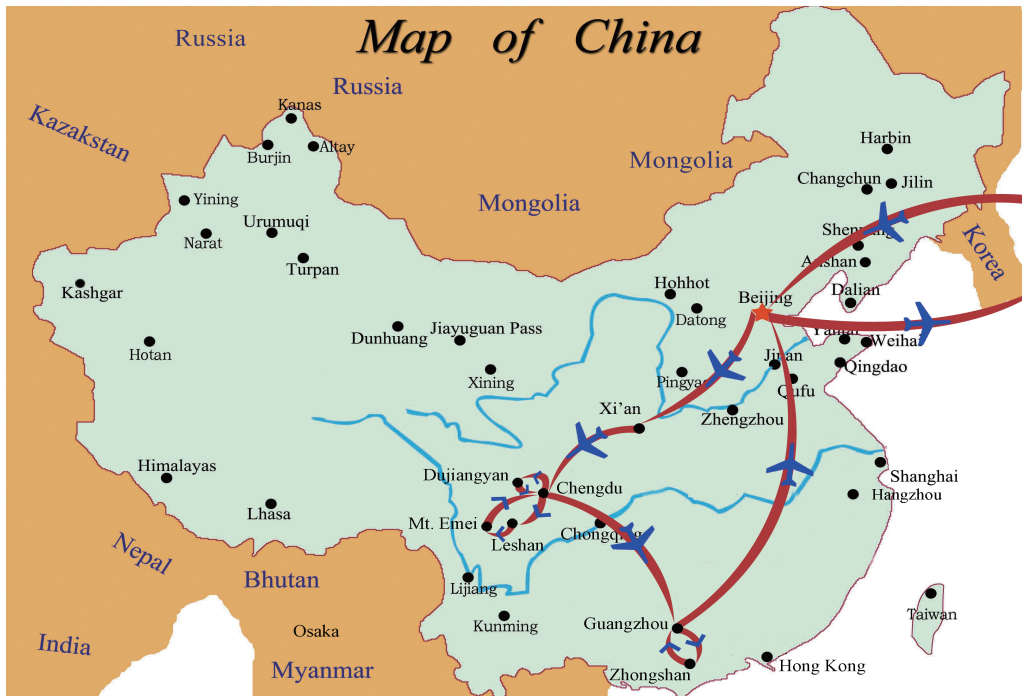 Map of China
Russia
Russia
Kazakstan
Mongolia
Mongolia
Korea
Kanas
Burjin
Altay
Harbin
Changchun
Jilin
Yining
Narat
Urumuqi
Turpan
Kashgar
Hotan
Anshan
Dalian
Hohhot
Datong
Beijing
Dunhuang
Jiayuguan Pass
Xining
Weihai
Qingdao
Jinan
Qufu
Zhengzhou
Xi'an
Himalayas
Lhasa
Dujiangyan
Chengdu
Mt. Emei
Leshan
Chongqing
Shanghai
Hangzhou
Nepal
Bhutan
India
Osaka
Myanmar
Lijiang
Kunming
Guangzhou
Zhongshan
Hong Kong
Taiwan